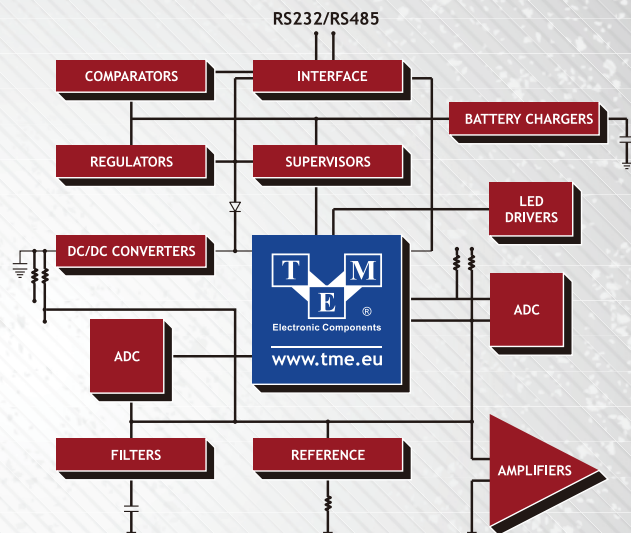 RS232/RS485
COMPARATORS
INTERFACE
BATTERY CHARGERS
REGULATORS
SUPERVISORS
LED
DRIVERS
DC/DC CONVERTERS
T M
E ®
Electronic Components
www.tme.eu
ADC
ADC
FILTERS
REFERENCE
AMPLIFIERS